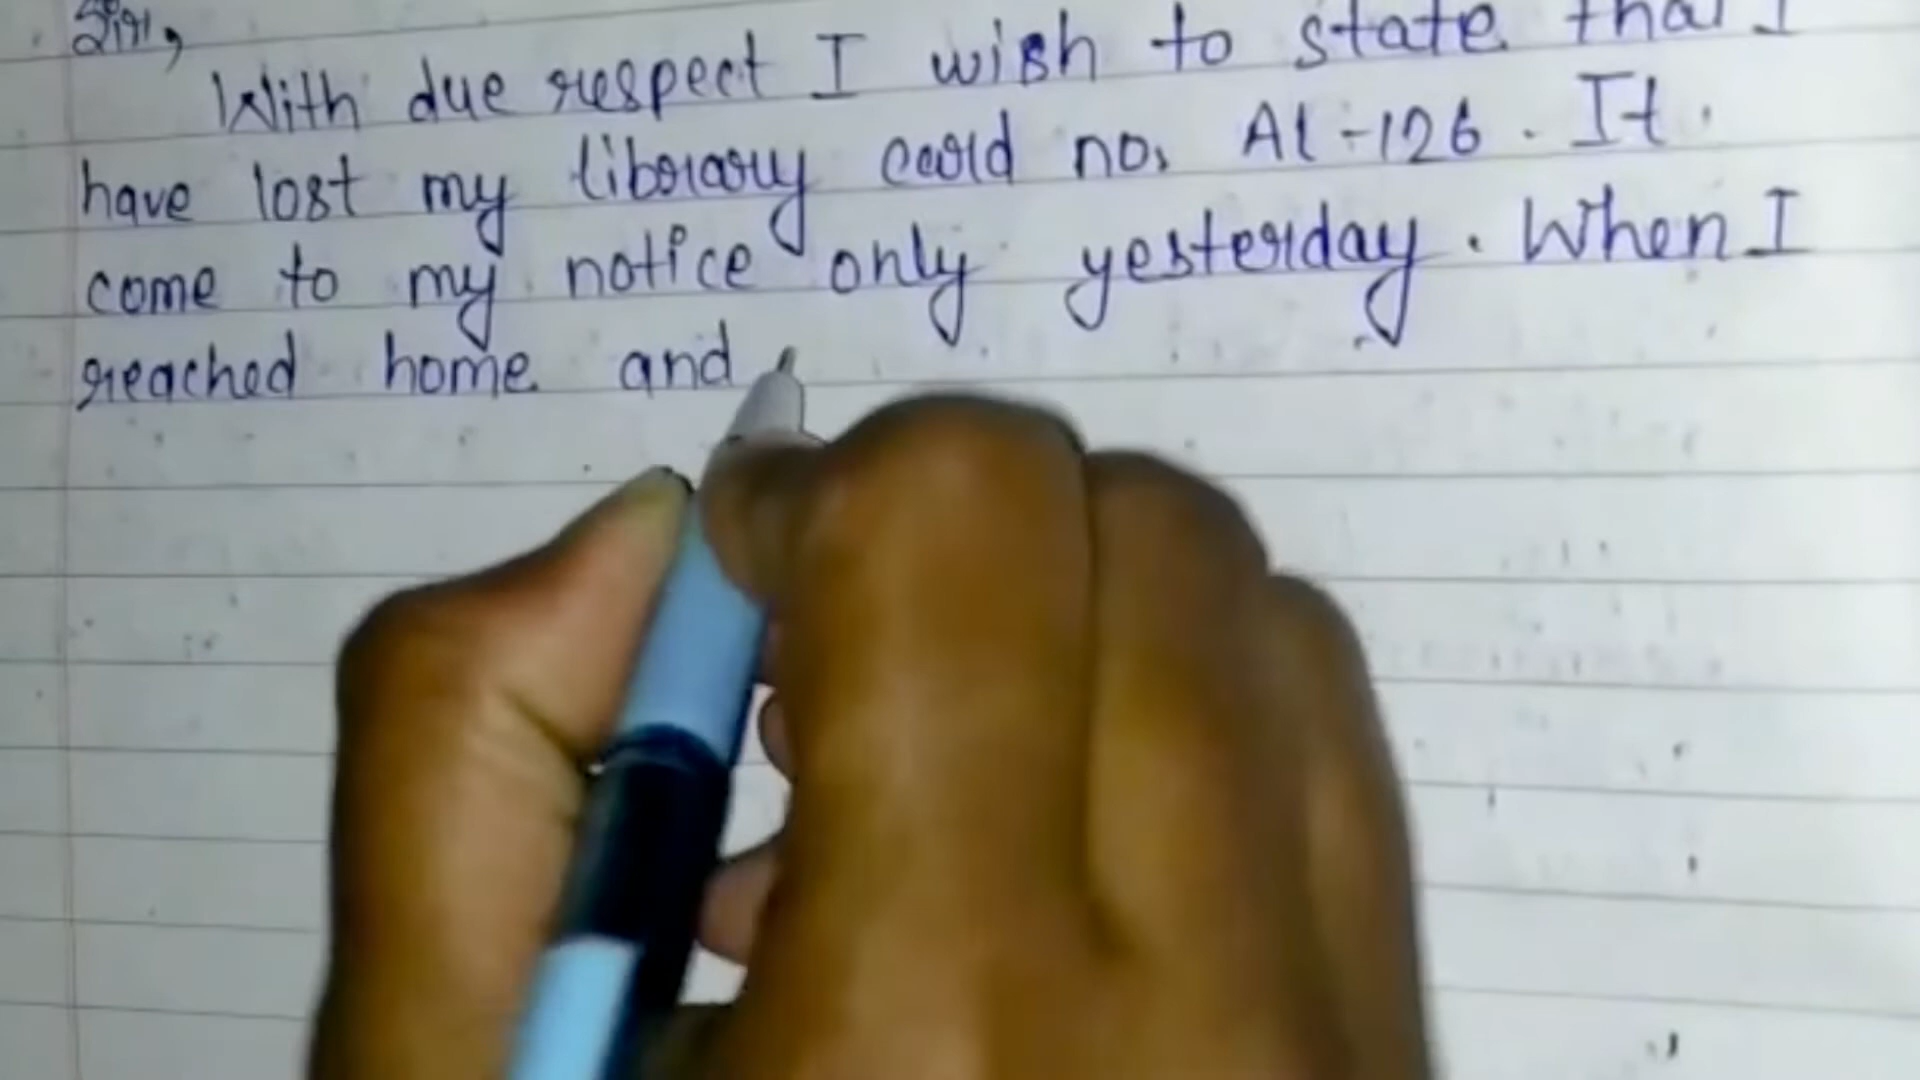 Sir,
With due respect I wish to state that I
have lost my library card no. Al-126. It
come to my notice only yesterday. When I
reached home and